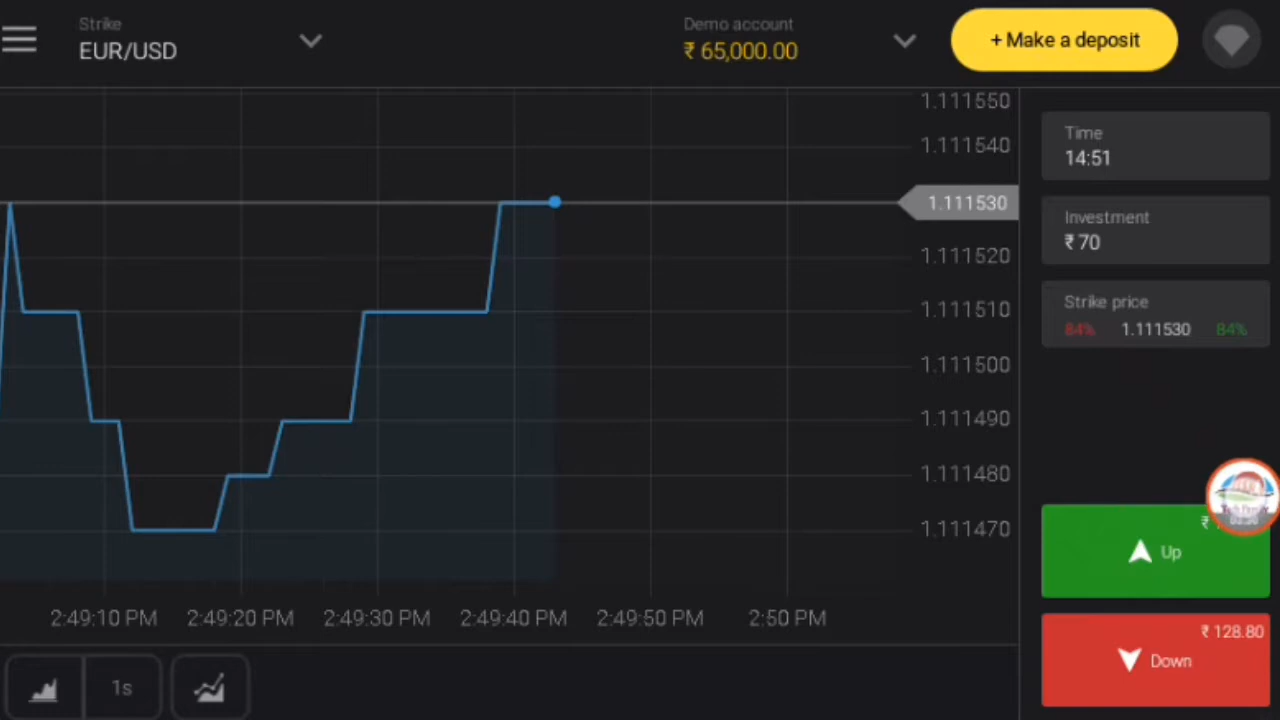 Strike
EUR/USD
Demo account
₹ 65,000.00
+ Make a deposit
1.111550
1.111540
1.111530
1.111520
1.111510
1.111500
1.111490
1.111480
1.111470
2:49:10 PM 2:49:20 PM 2:49:30 PM 2:49:40 PM 2:49:50 PM 2:50 PM
1s
Time
14:51
Investment
₹ 70
Strike price
84% 1.111530 84%
₹
Up
₹ 128.80
Down